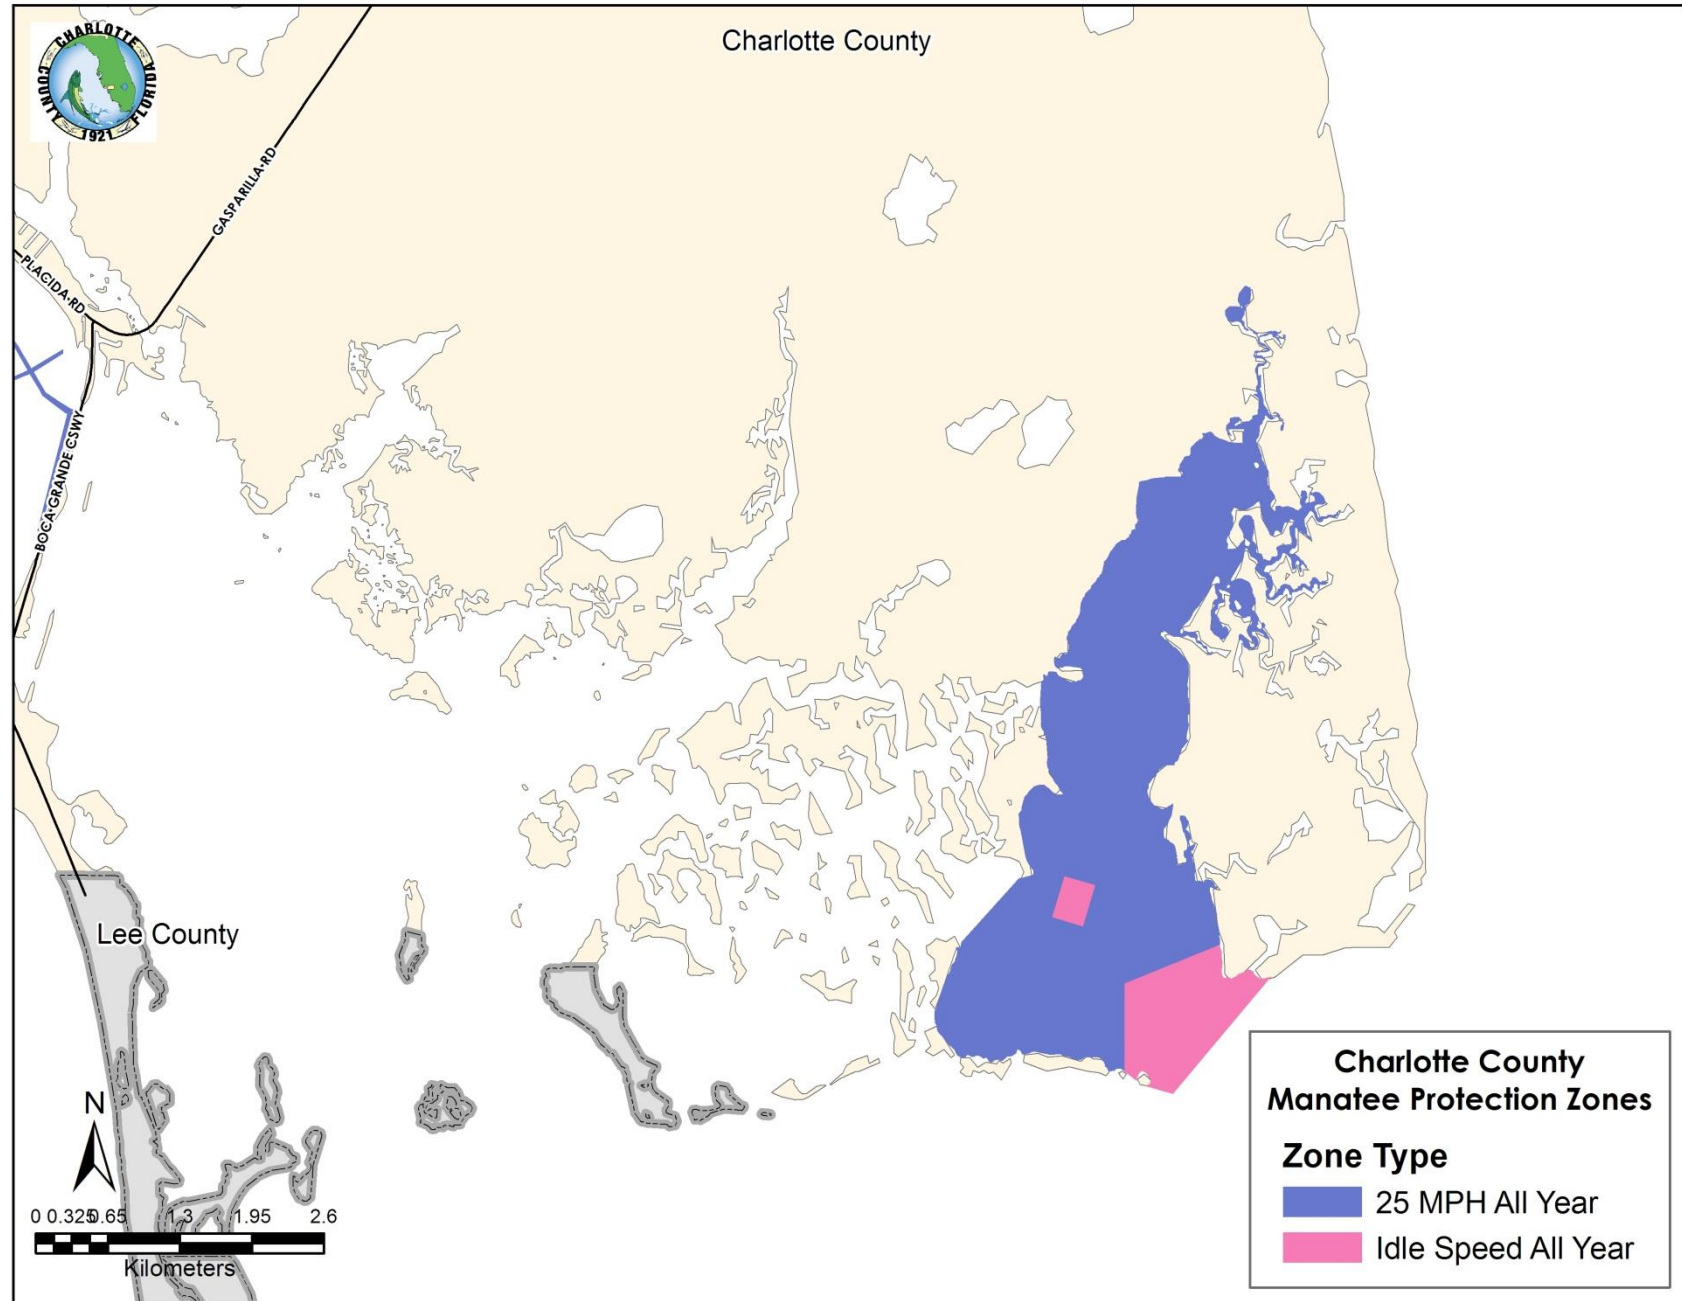 CHARLOTTE
COUNTY
FLORIDA
1921
Charlotte County
GASPARILLA RD
PLACIDA RD
BOCA GRANDE CSWY
Lee County
N
0 0.325 0.65 1.3 1.95 2.6
Kilometers
Charlotte County
Manatee Protection Zones
Zone Type
25 MPH All Year
Idle Speed All Year